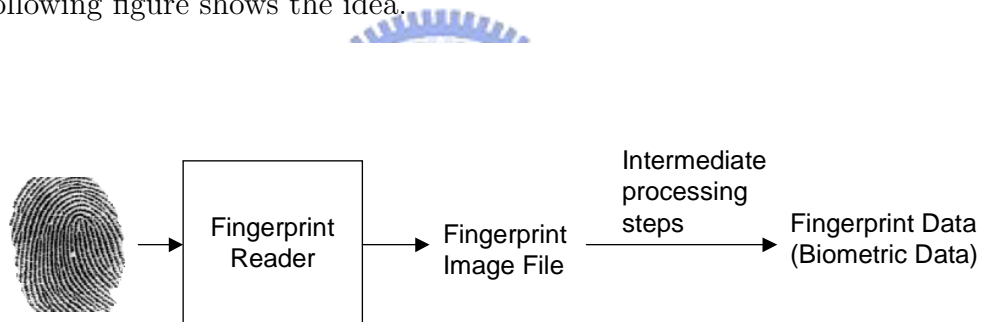 following figure shows the idea.
Fingerprint
Reader
Fingerprint
Image File
Intermediate
processing
steps
Fingerprint Data
(Biometric Data)